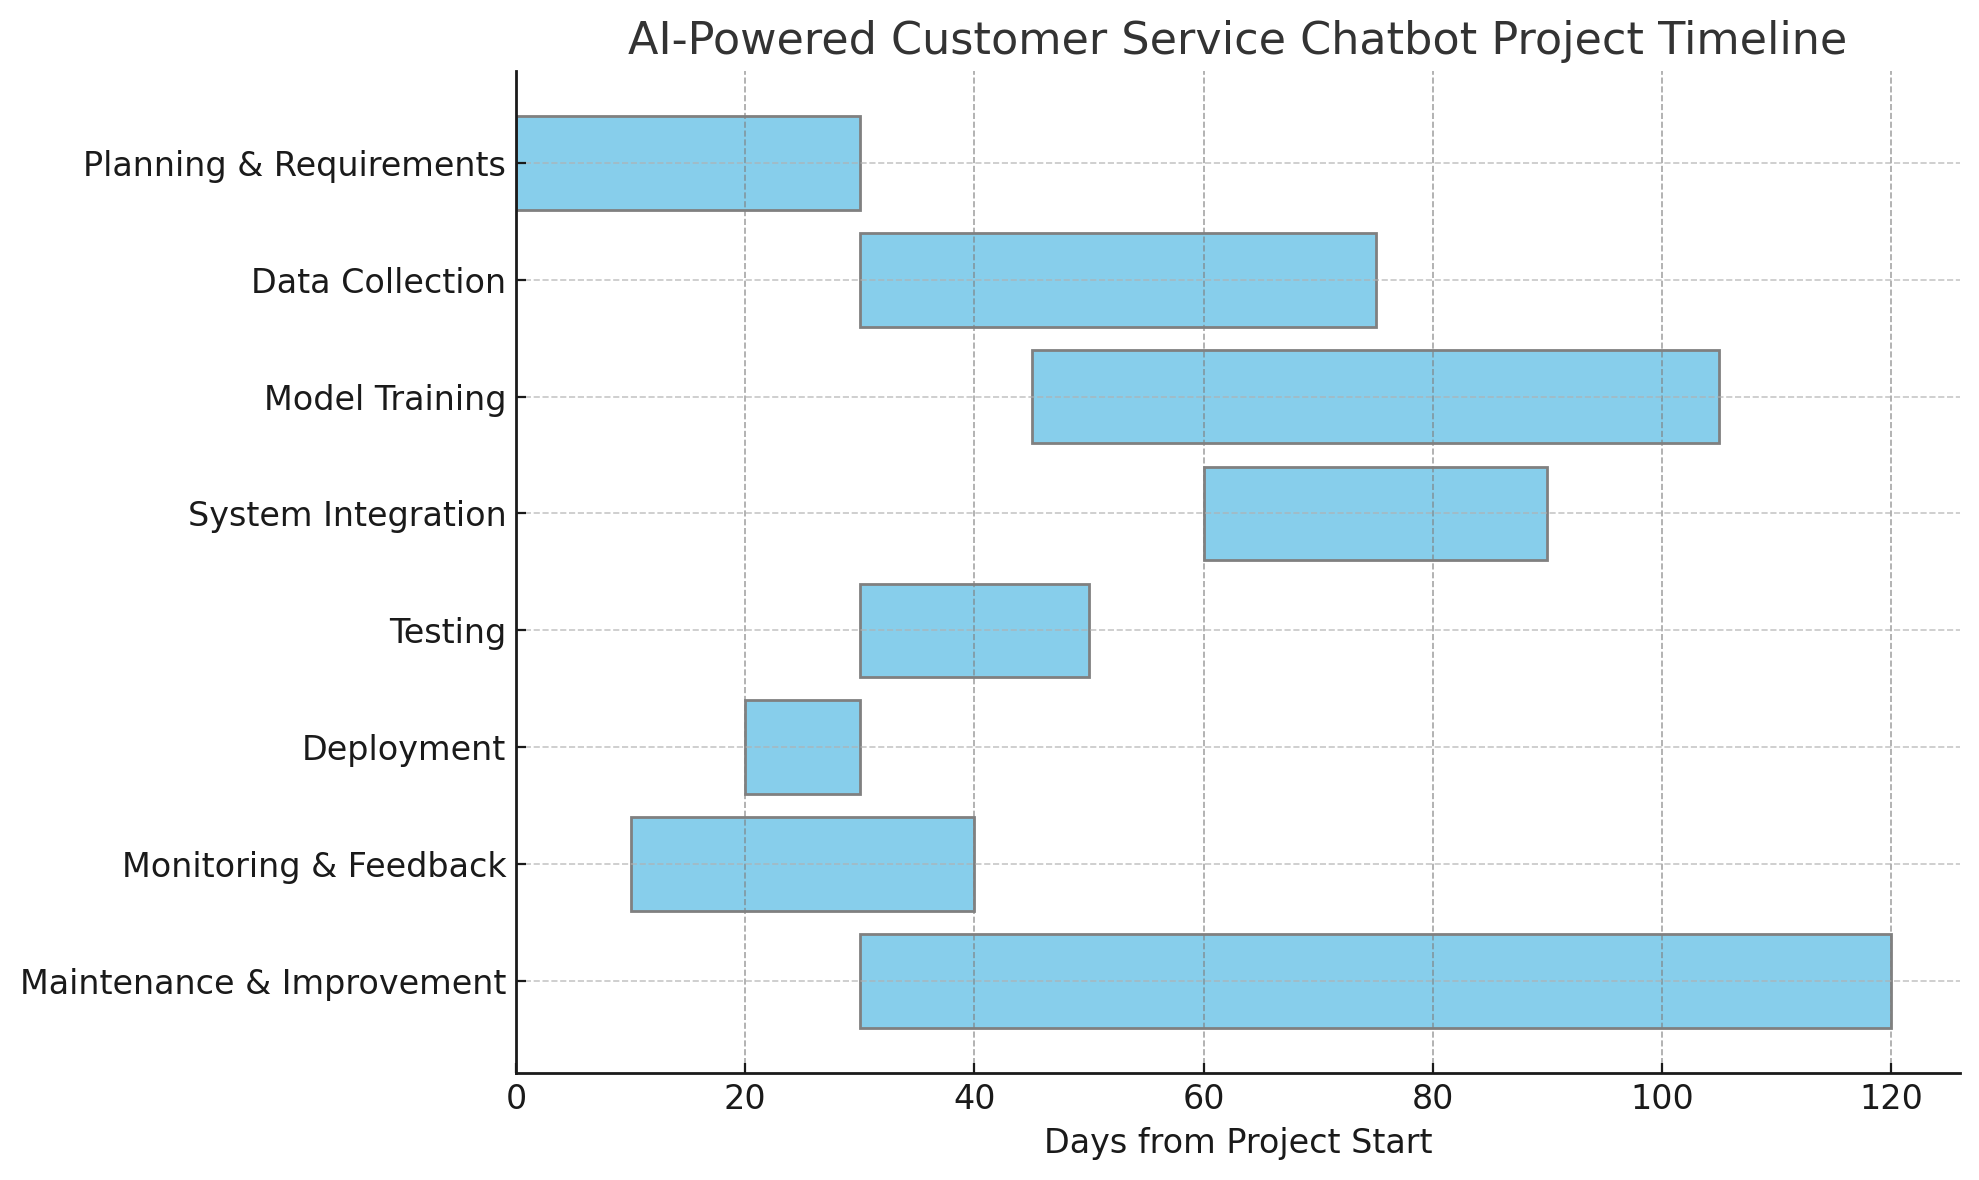 AI-Powered Customer Service Chatbot Project Timeline
Planning & Requirements
Data Collection
Model Training
System Integration
Testing
Deployment
Monitoring & Feedback
Maintenance & Improvement
0 20 40 60 80 100 120
Days from Project Start